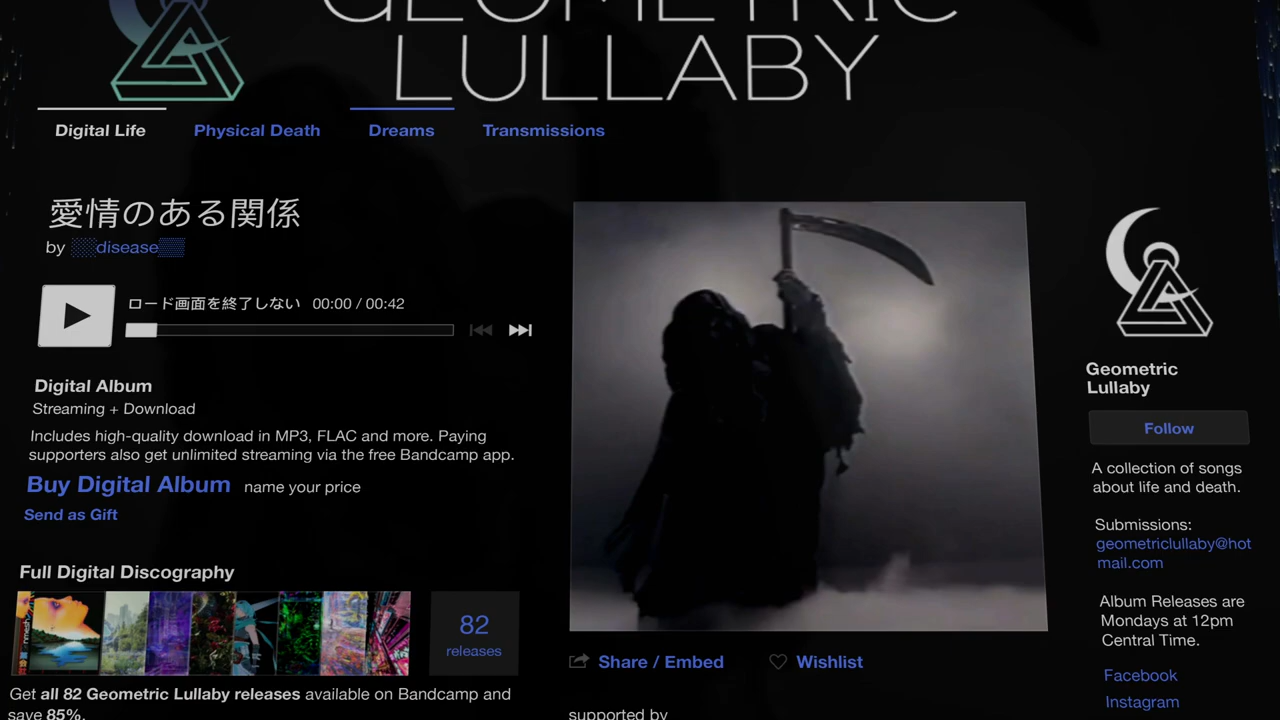 GEOMETRIC
LULLABY
Digital Life
Physical Death
Dreams
Transmissions
愛情のある関係
by ░░disease▒▒
ロード画面を終了しない 00:00 / 00:42
Digital Album
Streaming + Download
Includes high-quality download in MP3, FLAC and more. Paying
supporters also get unlimited streaming via the free Bandcamp app.
Buy Digital Album name your price
Send as Gift
Full Digital Discography
nmesh
82
releases
Get all 82 Geometric Lullaby releases available on Bandcamp and
save 85%.
Share / Embed
Wishlist
supported by
Geometric
Lullaby
Follow
A collection of songs
about life and death.
Submissions:
geometriclullaby@hot
mail.com
Album Releases are
Mondays at 12pm
Central Time.
Facebook
Instagram